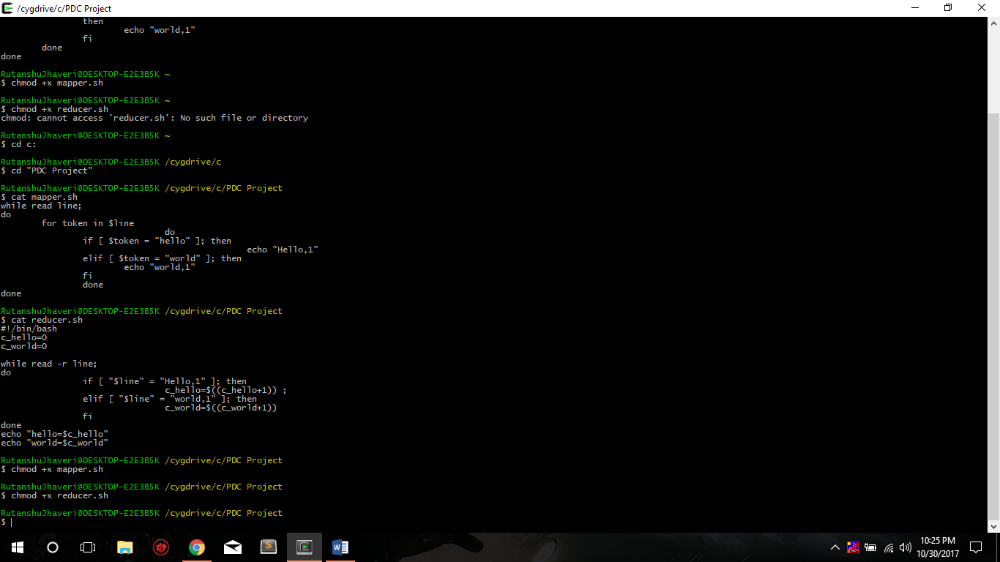 /cygdrive/c/PDC Project
then
echo "world,1"
fi
done
done
RutanshuJhaveri@DESKTOP-E2E3B5K ~
$ chmod +x mapper.sh
RutanshuJhaveri@DESKTOP-E2E3B5K ~
$ chmod +x reducer.sh
chmod: cannot access 'reducer.sh': No such file or directory
RutanshuJhaveri@DESKTOP-E2E3B5K ~
$ cd c:
RutanshuJhaveri@DESKTOP-E2E3B5K /cygdrive/c
$ cd "PDC Project"
RutanshuJhaveri@DESKTOP-E2E3B5K /cygdrive/c/PDC Project
$ cat mapper.sh
while read line;
do
for token in $line
do
if [ $token = "hello" ]; then
echo "Hello,1"
elif [ $token = "world" ]; then
echo "world,1"
fi
done
done
RutanshuJhaveri@DESKTOP-E2E3B5K /cygdrive/c/PDC Project
$ cat reducer.sh
#!/bin/bash
c_hello=0
c_world=0
while read -r line;
do
if [ "$line" = "Hello,1" ]; then
c_hello=$((c_hello+1)) ;
elif [ "$line" = "world,1" ]; then
c_world=$((c_world+1))
fi
done
echo "hello=$c_hello"
echo "world=$c_world"
RutanshuJhaveri@DESKTOP-E2E3B5K /cygdrive/c/PDC Project
$ chmod +x mapper.sh
RutanshuJhaveri@DESKTOP-E2E3B5K /cygdrive/c/PDC Project
$ chmod +x reducer.sh
RutanshuJhaveri@DESKTOP-E2E3B5K /cygdrive/c/PDC Project
$
10:25 PM
10/30/2017